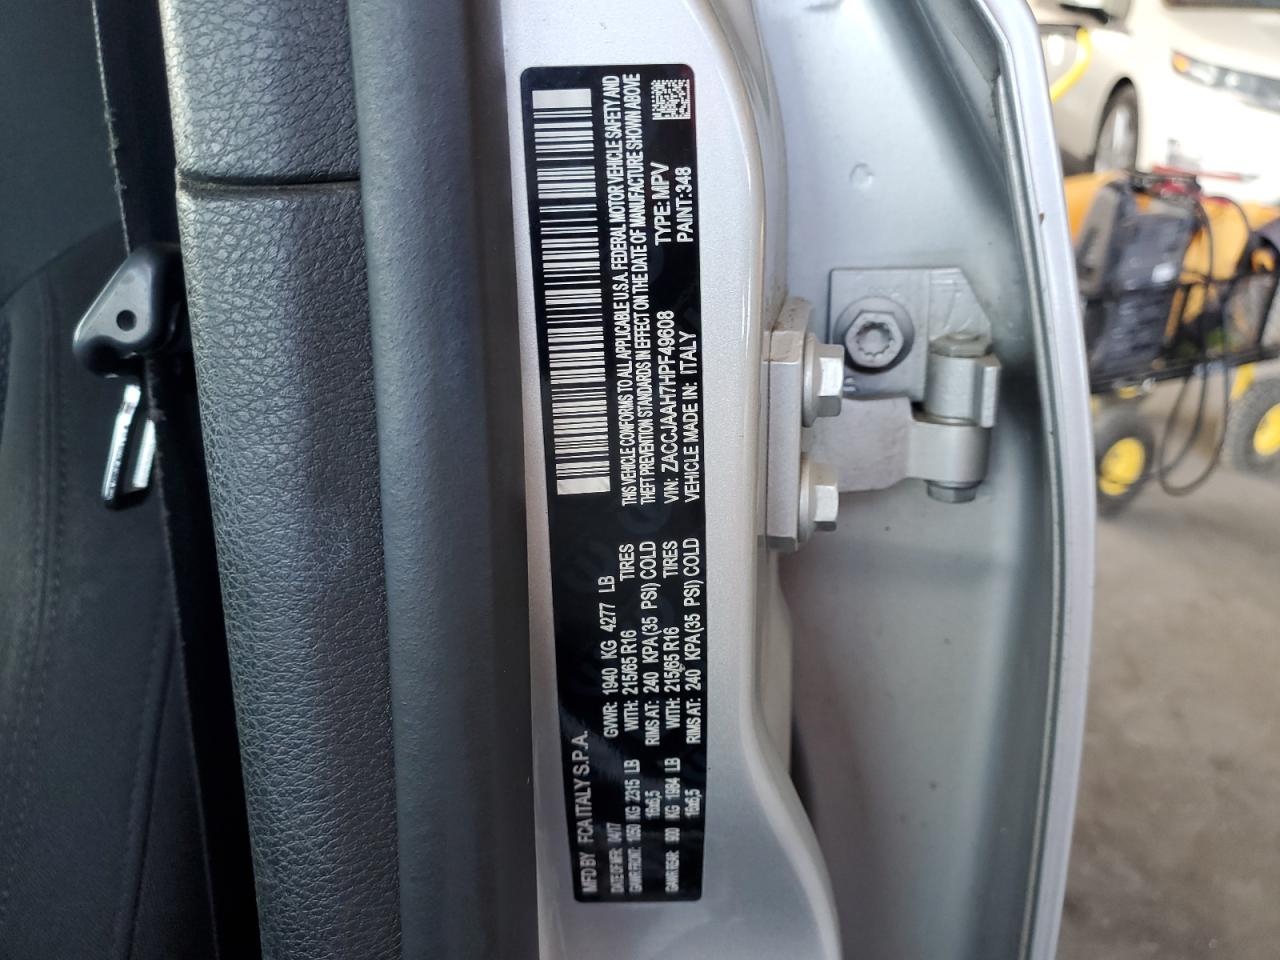 MFD BY FCA ITALY S.P.A.
DATE OF MFR: 04/17 GVWR: 1940 KG 4277 LB
GAWR FRONT: 1050 KG 2315 LB WITH: 215/65 R16 TIRES
16x6,5 RIMS AT: 240 KPA (35 PSI) COLD
GAWR REAR: 900 KG 1984 LB WITH: 215/65 R16 TIRES
16x6,5 RIMS AT: 240 KPA (35 PSI) COLD
THIS VEHICLE CONFORMS TO ALL APPLICABLE U.S.A. FEDERAL MOTOR VEHICLE SAFETY AND
THEFT PREVENTION STANDARDS IN EFFECT ON THE DATE OF MANUFACTURE SHOWN ABOVE
VIN: ZACCJAAH7HPF49608 TYPE: MPV
VEHICLE MADE IN: ITALY PAINT: 348